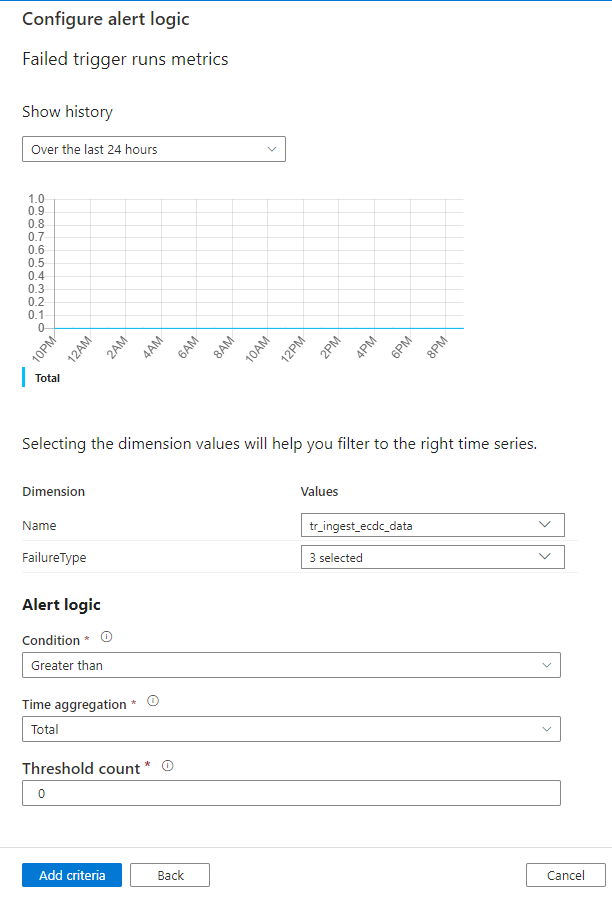 Configure alert logic
Failed trigger runs metrics
Show history
Over the last 24 hours
1.0
0.9
0.8
0.7
0.6
0.5
0.4
0.3
0.2
0.1
0
10PM 12AM 2AM 4AM 6AM 8AM 10AM 12PM 2PM 4PM 6PM 8PM
Total
Selecting the dimension values will help you filter to the right time series.
Dimension Values
Name tr_ingest_ecdc_data
FailureType 3 selected
Alert logic
Condition *
Greater than
Time aggregation *
Total
Threshold count *
0
Add criteria Back Cancel